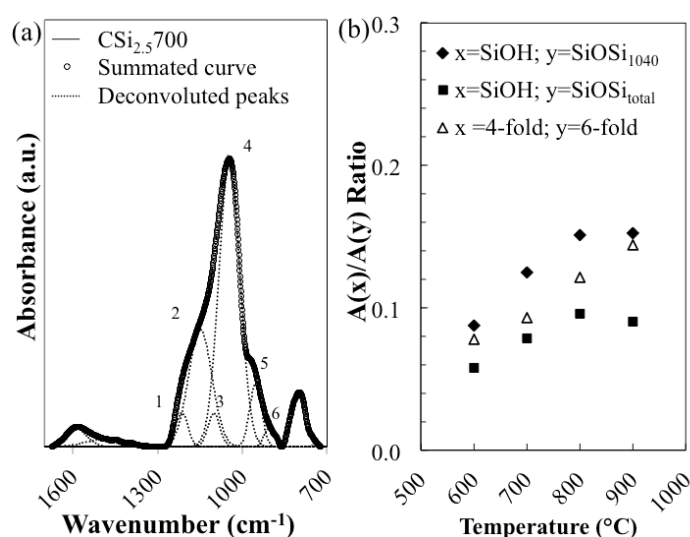 (a)
— CSi2.5700
○ Summated curve
Deconvoluted peaks
Absorbance (a.u.)
1
2
3
4
5
6
1600
1300
1000
700
Wavenumber (cm-1)
(b)
◆ x=SiOH; y=SiOSi1040
■ x=SiOH; y=SiOSitotal
△ x =4-fold; y=6-fold
A(x)/A(y) Ratio
0.3
0.2
0.1
0.0
500
600
700
800
900
1000
Temperature (°C)